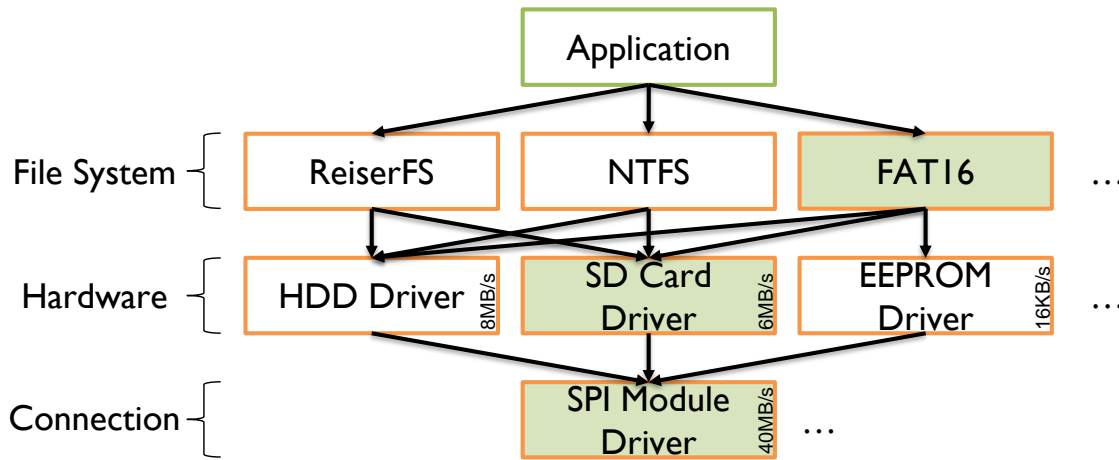 Application
File System
ReiserFS
NTFS
FAT16
...
Hardware
HDD Driver
8MB/s
SD Card
Driver
6MB/s
EEPROM
Driver
16KB/s
...
Connection
SPI Module
Driver
40MB/s
...